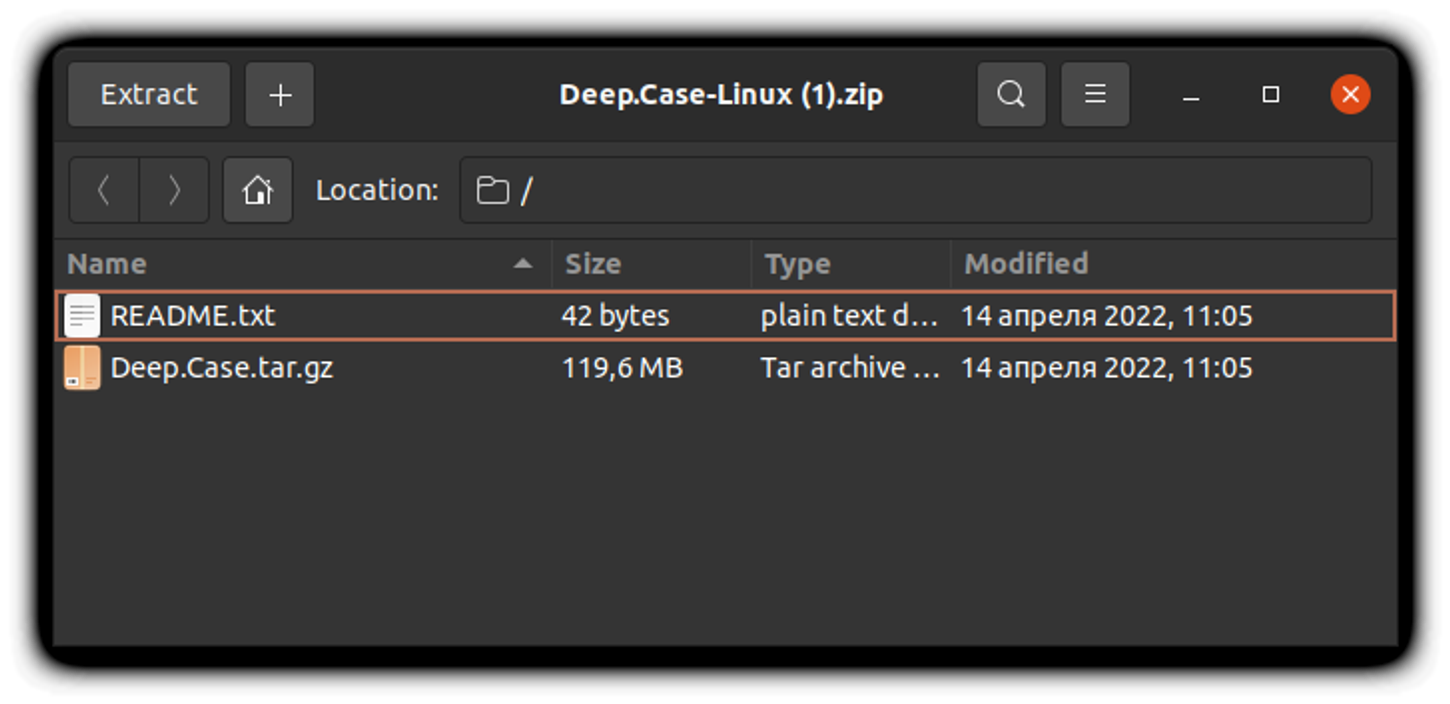 Extract + Deep.Case-Linux (1).zip
Location: /
Name Size Type Modified
README.txt 42 bytes plain text d... 14 апреля 2022, 11:05
Deep.Case.tar.gz 119,6 MB Tar archive ... 14 апреля 2022, 11:05